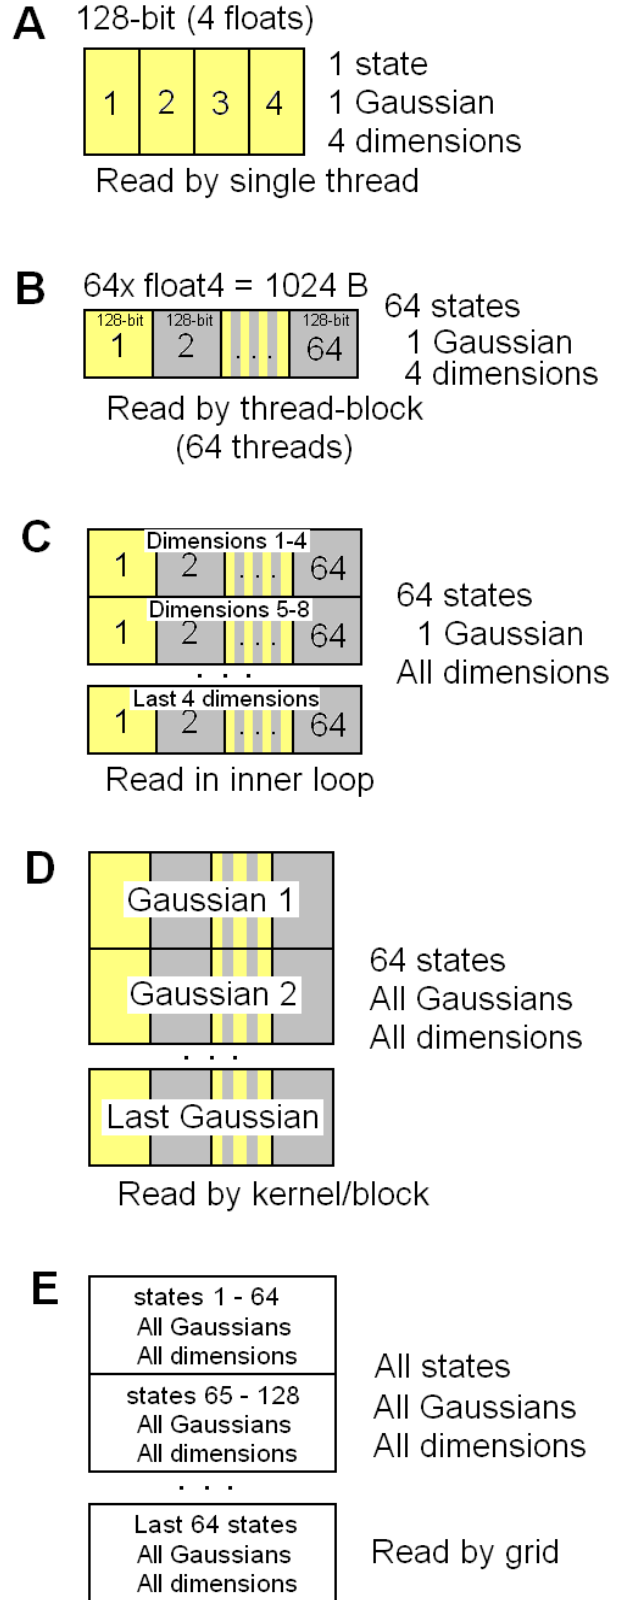 A
128-bit (4 floats)
1 2 3 4
1 state
1 Gaussian
4 dimensions
Read by single thread
B
64x float4 = 1024 B
128-bit 128-bit 128-bit
1 2 . . . 64
64 states
1 Gaussian
4 dimensions
Read by thread-block
(64 threads)
C
Dimensions 1-4
1 2 . . . 64
Dimensions 5-8
1 2 . . . 64
. . .
Last 4 dimensions
1 2 . . . 64
64 states
1 Gaussian
All dimensions
Read in inner loop
D
Gaussian 1
Gaussian 2
. . .
Last Gaussian
64 states
All Gaussians
All dimensions
Read by kernel/block
E
states 1 - 64
All Gaussians
All dimensions
states 65 - 128
All Gaussians
All dimensions
. . .
Last 64 states
All Gaussians
All dimensions
All states
All Gaussians
All dimensions
Read by grid